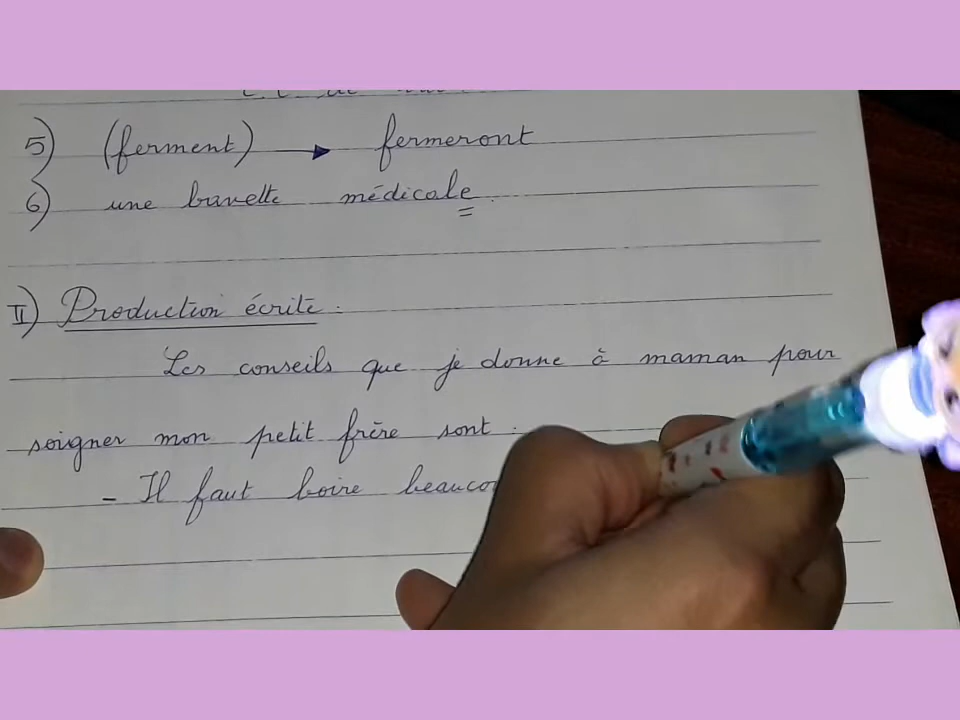 5) (ferment) → fermeront
6) une bavette médicale.
II) Production écrite :
Les conseils que je donne à maman pour
soigner mon petit frère sont :
- Il faut boire